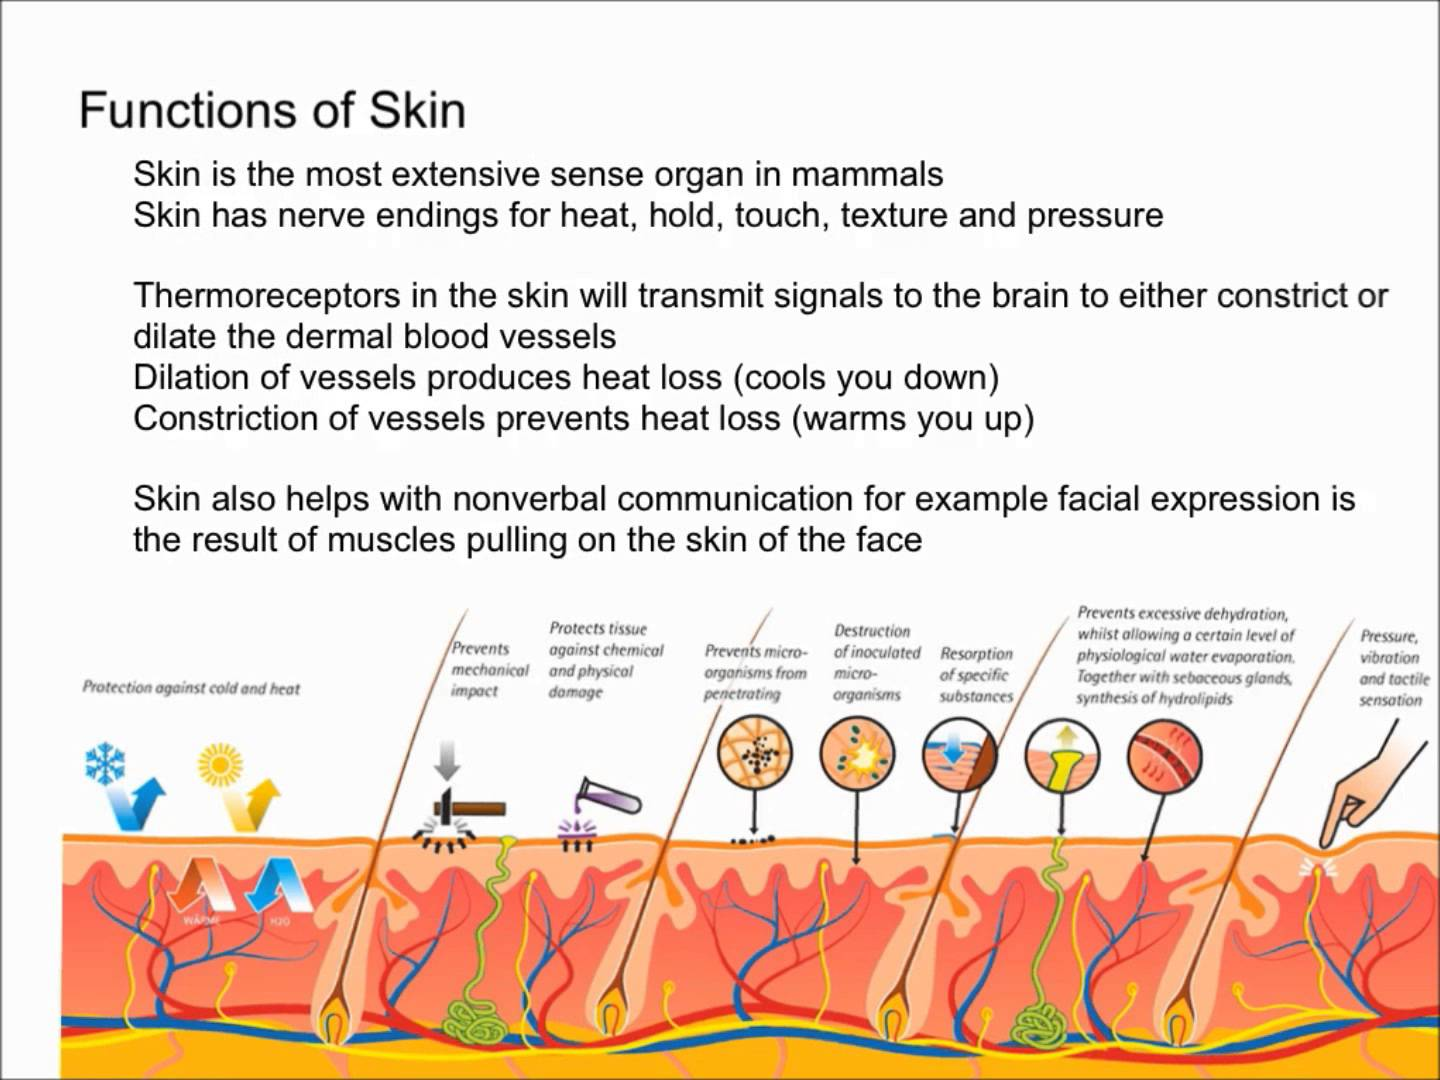 Functions of Skin
Skin is the most extensive sense organ in mammals
Skin has nerve endings for heat, hold, touch, texture and pressure
Thermoreceptors in the skin will transmit signals to the brain to either constrict or
dilate the dermal blood vessels
Dilation of vessels produces heat loss (cools you down)
Constriction of vessels prevents heat loss (warms you up)
Skin also helps with nonverbal communication for example facial expression is
the result of muscles pulling on the skin of the face
Protection against cold and heat
Prevents
mechanical
impact
Protects tissue
against chemical
and physical
damage
Prevents micro-
organisms from
penetrating
Destruction
of inoculated
micro-
organisms
Resorption
of specific
substances
Prevents excessive dehydration,
whilst allowing a certain level of
physiological water evaporation.
Together with sebaceous glands,
synthesis of hydrolipids
Pressure,
vibration
and tactile
sensation
WÄRME
H2O